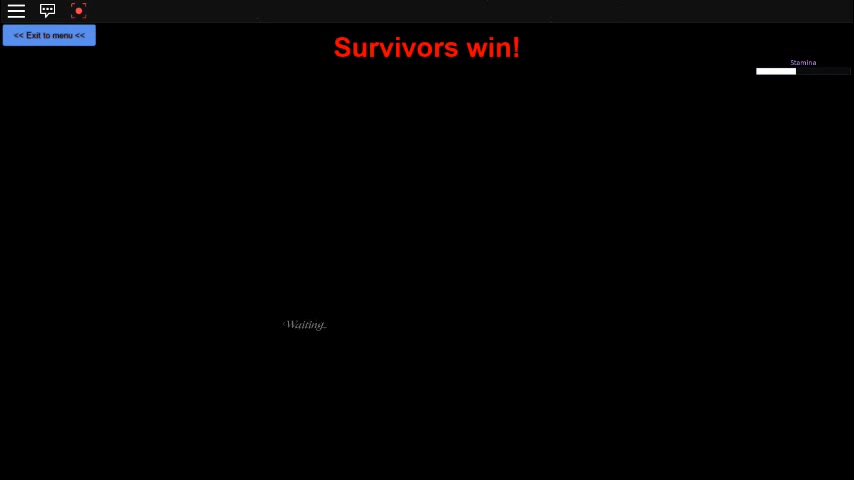 << Exit to menu <<
Survivors win!
Stamina
Waiting..